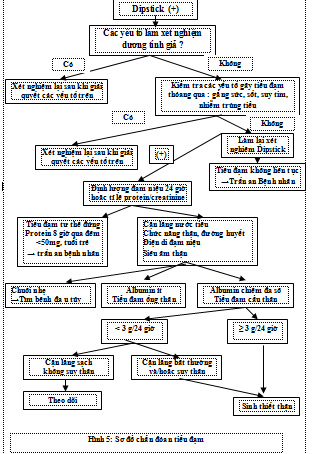 Dipstick (+)
Các yếu tố làm xét nghiệm
dương tính giả ?
Có
Không
Xét nghiệm lại sau khi giải
quyết các yếu tố trên
Kiểm tra các yếu tố gây tiểu đạm
thoáng qua : gắng sức, sốt, suy tim,
nhiễm trùng tiểu
Có
Không
Xét nghiệm lại sau khi giải
quyết các yếu tố trên
(+)
Làm lại xét
nghiệm Dipstick
Tiểu đạm không liên tục
→Trấn an Bệnh nhân
Định lượng đạm niệu 24 giờ
hoặc tỉ lệ protein/creatinine
Tiểu đạm tư thế đứng
Protein 8 giờ qua đêm
<50mg, tuổi trẻ
→ trấn an bệnh nhân
Cặn lắng nước tiểu
Chức năng thận, đường huyết
Điện di đạm niệu
Siêu âm thận
Chuỗi nhẹ
→Tìm bệnh đa u tủy
Albumin ít
Tiểu đạm ống thận
Albumin chiếm đa số
Tiểu đạm cầu thận
< 3 g/24 giờ
≥ 3 g/24 giờ
Cặn lắng sạch
không suy thận
Cặn lắng bất thường
và/hoặc suy thận
Theo dõi
Sinh thiết thận
Hình 5: Sơ đồ chẩn đoán tiểu đạm